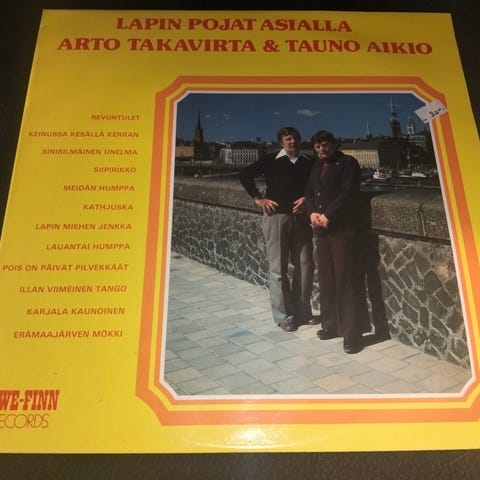 LAPIN POJAT ASIALLA
ARTO TAKAVIRTA & TAUNO AIKIO
REVONTULET
KEINUSSA KESÄLLÄ KERRAN
SINISILMÄINEN UNELMA
SIIPIRIKKO
MEIDÄN HUMPPA
KATHJUSKA
LAPIN MIEHEN JENKKA
LAUANTAI HUMPPA
POIS ON PÄIVÄT PILVEKKÄÄT
ILLAN VIIMEINEN TANGO
KARJALA KAUNOINEN
ERÄMAAJÄRVEN MÖKKI
WE-FINN
ECORDS